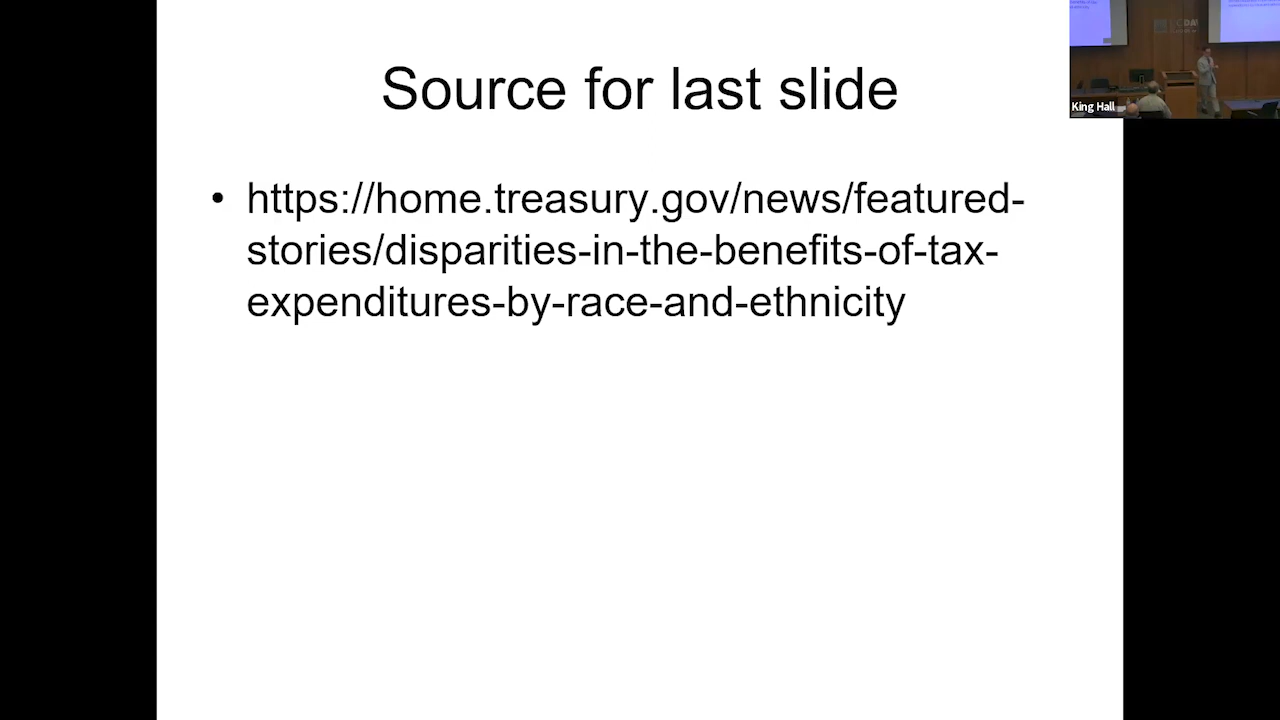 Source for last slide
• https://home.treasury.gov/news/featured-
stories/disparities-in-the-benefits-of-tax-
expenditures-by-race-and-ethnicity
King Hall